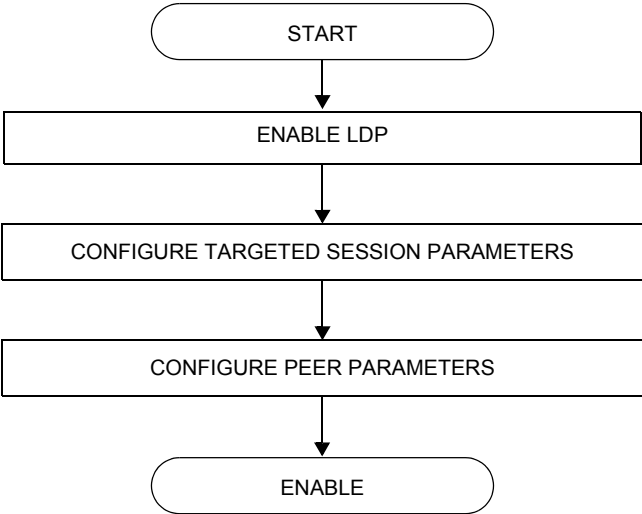 START
ENABLE LDP
CONFIGURE TARGETED SESSION PARAMETERS
CONFIGURE PEER PARAMETERS
ENABLE